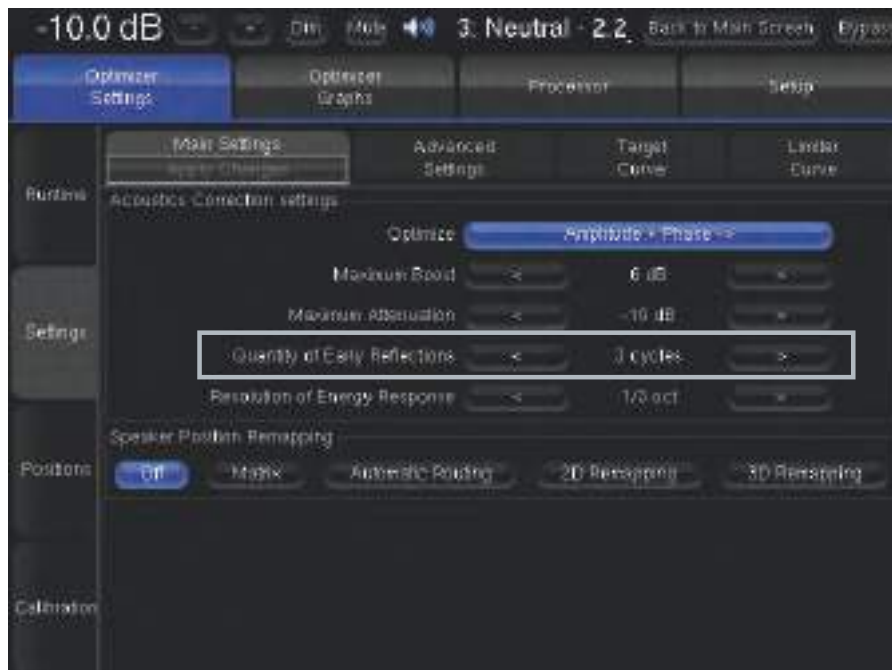 -10.0 dB - - Dim Mute 3. Neutral - 2.2. Back to Main Screen Bypass
Optimizer Settings Optimizer Graphs Processor Setup
Main Settings Advanced Settings Target Curve Limiter Curve
Apply Changes
Runtime
Acoustics Correction settings
Optimize Amplitude + Phase ->
Maximum Boost < 6 dB >
Maximum Attenuation < -10 dB >
Settings
Quantity of Early Reflections < 3 cycles >
Resolution of Energy Response < 1/3 oct >
Speaker Position Remapping
Positions
Off Matrix Automatic Routing 2D Remapping 3D Remapping
Calibration